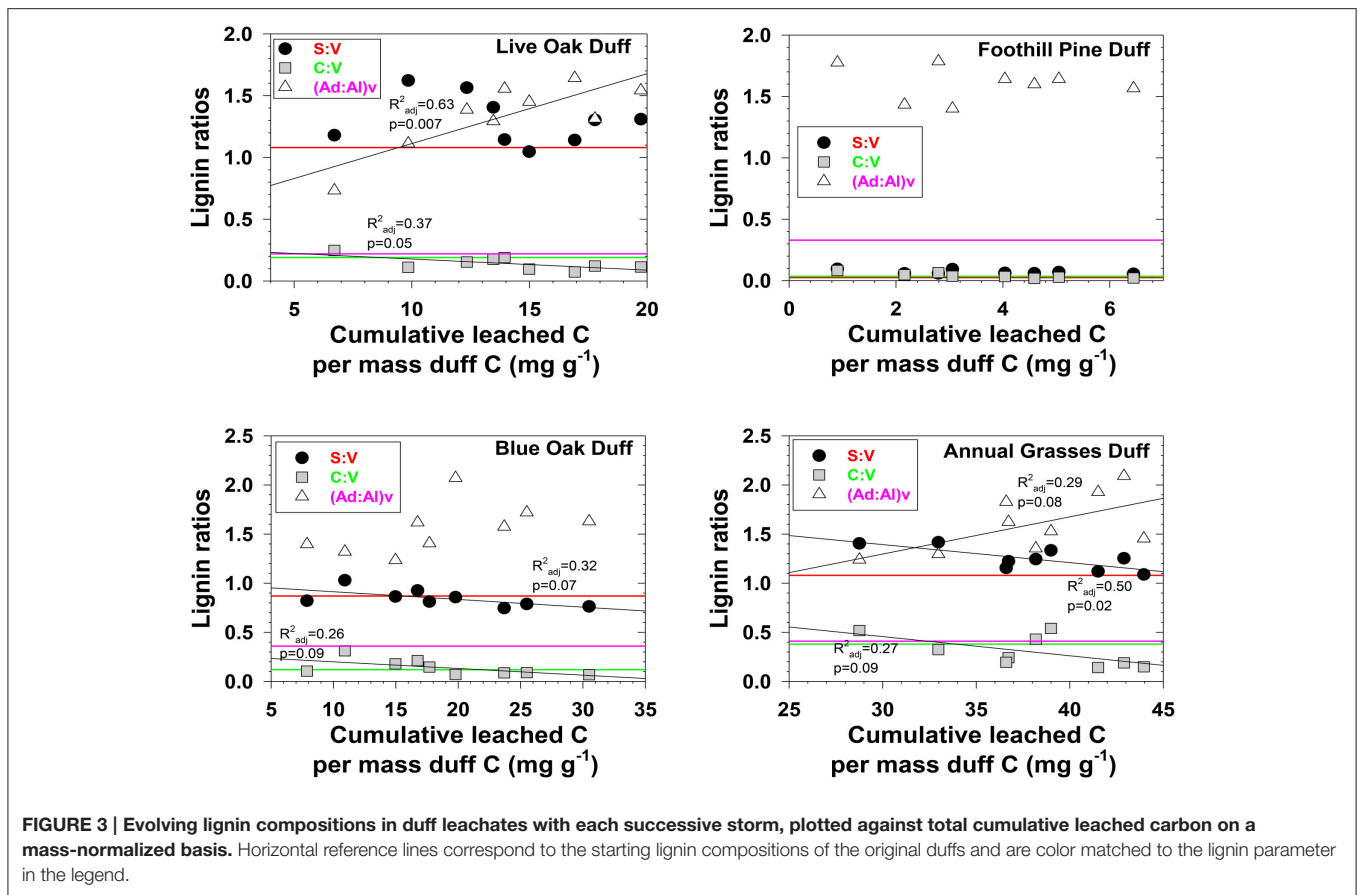 Live Oak Duff
S:V
C:V
(Ad:Al)v
R²adj=0.63
p=0.007
R²adj=0.37
p=0.05
2.0
1.5
1.0
0.5
0.0
Lignin ratios
5 10 15 20
Cumulative leached C
per mass duff C (mg g⁻¹)
Foothill Pine Duff
S:V
C:V
(Ad:Al)v
2.0
1.5
1.0
0.5
0.0
Lignin ratios
0 2 4 6
Cumulative leached C
per mass duff C (mg g⁻¹)
Blue Oak Duff
S:V
C:V
(Ad:Al)v
R²adj=0.32
p=0.07
R²adj=0.26
p=0.09
2.5
2.0
1.5
1.0
0.5
0.0
Lignin ratios
5 10 15 20 25 30 35
Cumulative leached C
per mass duff C (mg g⁻¹)
Annual Grasses Duff
S:V
C:V
(Ad:Al)v
R²adj=0.29
p=0.08
R²adj=0.50
p=0.02
R²adj=0.27
p=0.09
2.5
2.0
1.5
1.0
0.5
0.0
Lignin ratios
25 30 35 40 45
Cumulative leached C
per mass duff C (mg g⁻¹)
FIGURE 3 | Evolving lignin compositions in duff leachates with each successive storm, plotted against total cumulative leached carbon on a
mass-normalized basis. Horizontal reference lines correspond to the starting lignin compositions of the original duffs and are color matched to the lignin parameter
in the legend.